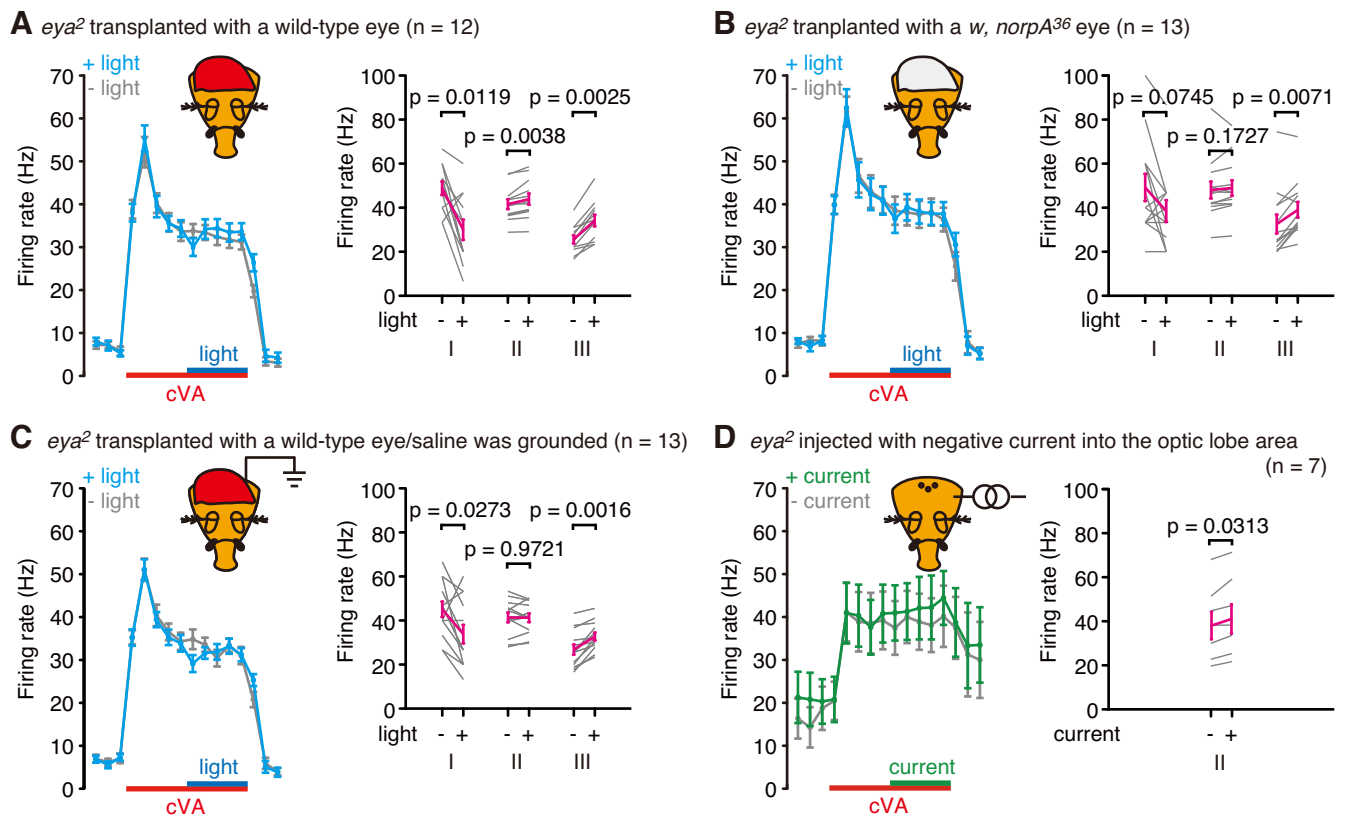 A eya² transplanted with a wild-type eye (n = 12)
+ light
- light
Firing rate (Hz)
70
60
50
40
30
20
10
0
light
cVA
Firing rate (Hz)
100
80
60
40
20
0
p = 0.0119
p = 0.0025
p = 0.0038
light - + - + - +
I II III
B eya² tranplanted with a w, norpA³⁶ eye (n = 13)
+ light
- light
Firing rate (Hz)
70
60
50
40
30
20
10
0
light
cVA
Firing rate (Hz)
100
80
60
40
20
0
p = 0.0745
p = 0.0071
p = 0.1727
light - + - + - +
I II III
C eya² transplanted with a wild-type eye/saline was grounded (n = 13)
+ light
- light
Firing rate (Hz)
70
60
50
40
30
20
10
0
light
cVA
Firing rate (Hz)
100
80
60
40
20
0
p = 0.0273
p = 0.0016
p = 0.9721
light - + - + - +
I II III
D eya² injected with negative current into the optic lobe area
(n = 7)
+ current
- current
Firing rate (Hz)
70
60
50
40
30
20
10
0
current
cVA
Firing rate (Hz)
100
80
60
40
20
0
p = 0.0313
current - +
II